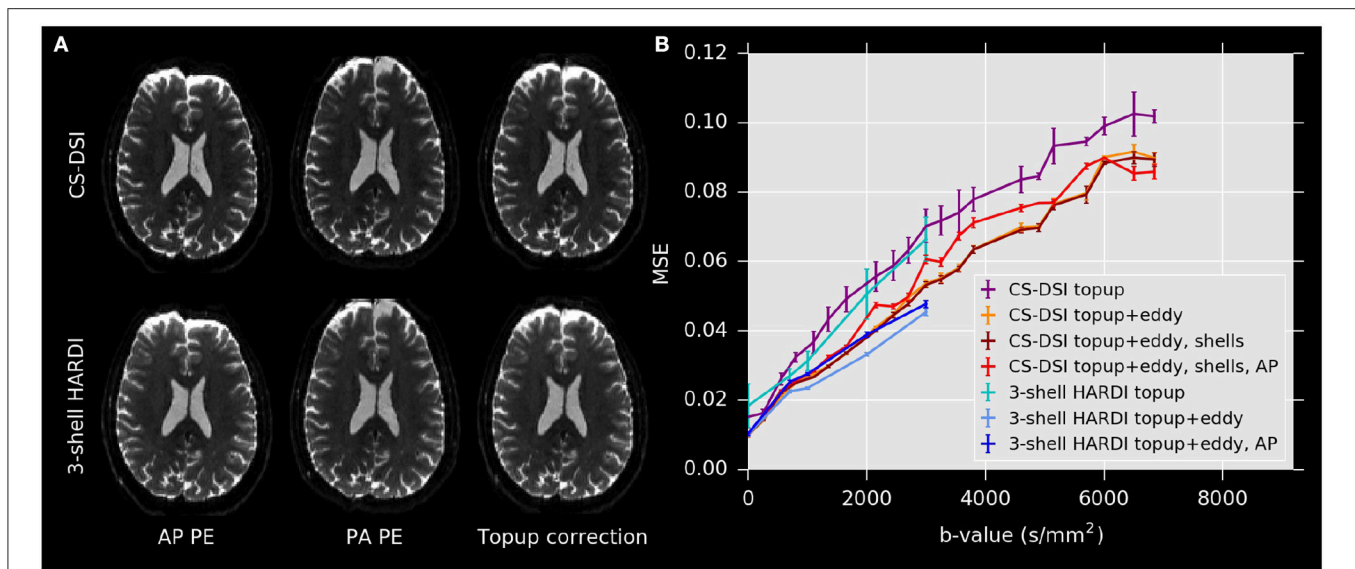 A
CS-DSI
3-shell HARDI
AP PE
PA PE
Topup correction
B
0.12
0.10
0.08
0.06
0.04
0.02
0.00
MSE
0
2000
4000
6000
8000
b-value (s/mm²)
CS-DSI topup
CS-DSI topup+eddy
CS-DSI topup+eddy, shells
CS-DSI topup+eddy, shells, AP
3-shell HARDI topup
3-shell HARDI topup+eddy
3-shell HARDI topup+eddy, AP